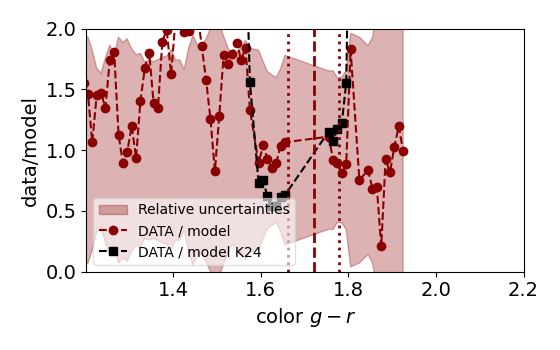 2.0
1.5
1.0
0.5
0.0
data/model
Relative uncertainties
DATA / model
DATA / model K24
1.4 1.6 1.8 2.0 2.2
color g − r